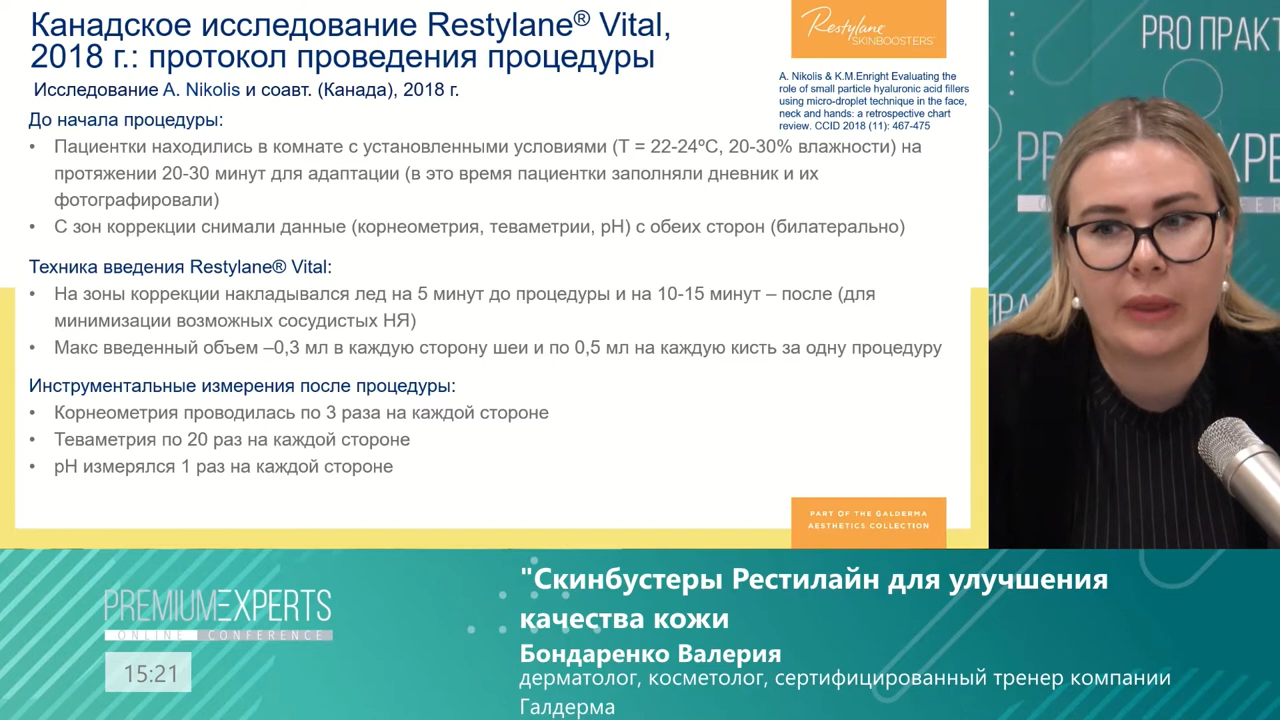 Канадское исследование Restylane® Vital,
2018 г.: протокол проведения процедуры
Исследование A. Nikolis и соавт. (Канада), 2018 г.
Restylane
SKINBOOSTERS™
A. Nikolis & K.M.Enright Evaluating the
role of small particle hyaluronic acid fillers
using micro-droplet technique in the face,
neck and hands: a retrospective chart
review. CCID 2018 (11): 467-475
До начала процедуры:
• Пациентки находились в комнате с установленными условиями (Т = 22-24ºС, 20-30% влажности) на
протяжении 20-30 минут для адаптации (в это время пациентки заполняли дневник и их
фотографировали)
• С зон коррекции снимали данные (корнеометрия, теваметрии, pH) с обеих сторон (билатерально)
Техника введения Restylane® Vital:
• На зоны коррекции накладывался лед на 5 минут до процедуры и на 10-15 минут – после (для
минимизации возможных сосудистых НЯ)
• Макс введенный объем –0,3 мл в каждую сторону шеи и по 0,5 мл на каждую кисть за одну процедуру
Инструментальные измерения после процедуры:
• Корнеометрия проводилась по 3 раза на каждой стороне
• Теваметрия по 20 раз на каждой стороне
• pH измерялся 1 раз на каждой стороне
PART OF THE GALDERMA
AESTHETICS COLLECTION
PRO ПРАКТ
"Скинбустеры Рестилайн для улучшения
качества кожи
Бондаренко Валерия
дерматолог, косметолог, сертифицированный тренер компании
Галдерма
PREMIUM EXPERTS
ONLINE CONFERENCE
15:21